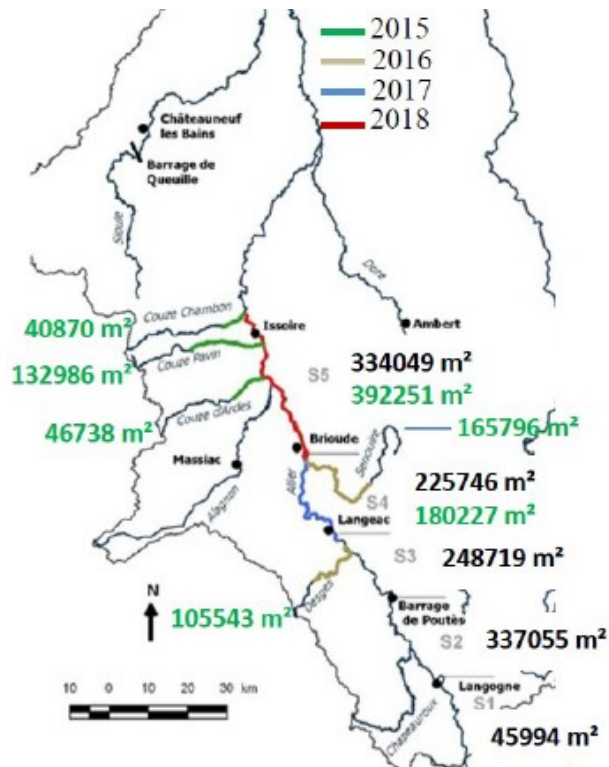 2015
2016
2017
2018
Châteauneuf
les Bains
Barrage de
Queuille
Sioule
Dore
Ambert
Couze Chambon
40870 m²
Issoire
Couze Pavin
132986 m²
S5
334049 m²
392251 m²
46738 m²
Couze d'Ardes
Brioude
Senouire
165796 m²
Massiac
Allier
225746 m²
S4
180227 m²
Alagnon
Langeac
S3
248719 m²
Desges
105543 m²
N
Barrage
de Poutès
S2
337055 m²
10 0 10 20 30 km
Langogne
S1
Chapeauroux
45994 m²